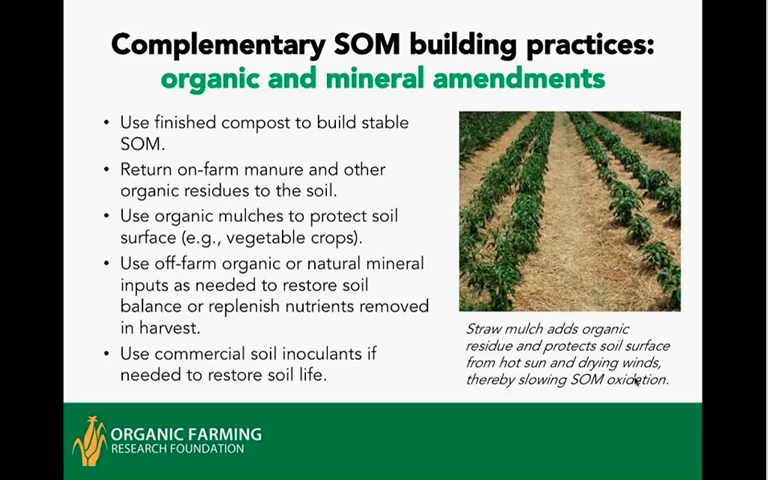 Complementary SOM building practices:
organic and mineral amendments
• Use finished compost to build stable
SOM.
• Return on-farm manure and other
organic residues to the soil.
• Use organic mulches to protect soil
surface (e.g., vegetable crops).
• Use off-farm organic or natural mineral
inputs as needed to restore soil
balance or replenish nutrients removed
in harvest.
• Use commercial soil inoculants if
needed to restore soil life.
Straw mulch adds organic
residue and protects soil surface
from hot sun and drying winds,
thereby slowing SOM oxidation.
ORGANIC FARMING
RESEARCH FOUNDATION